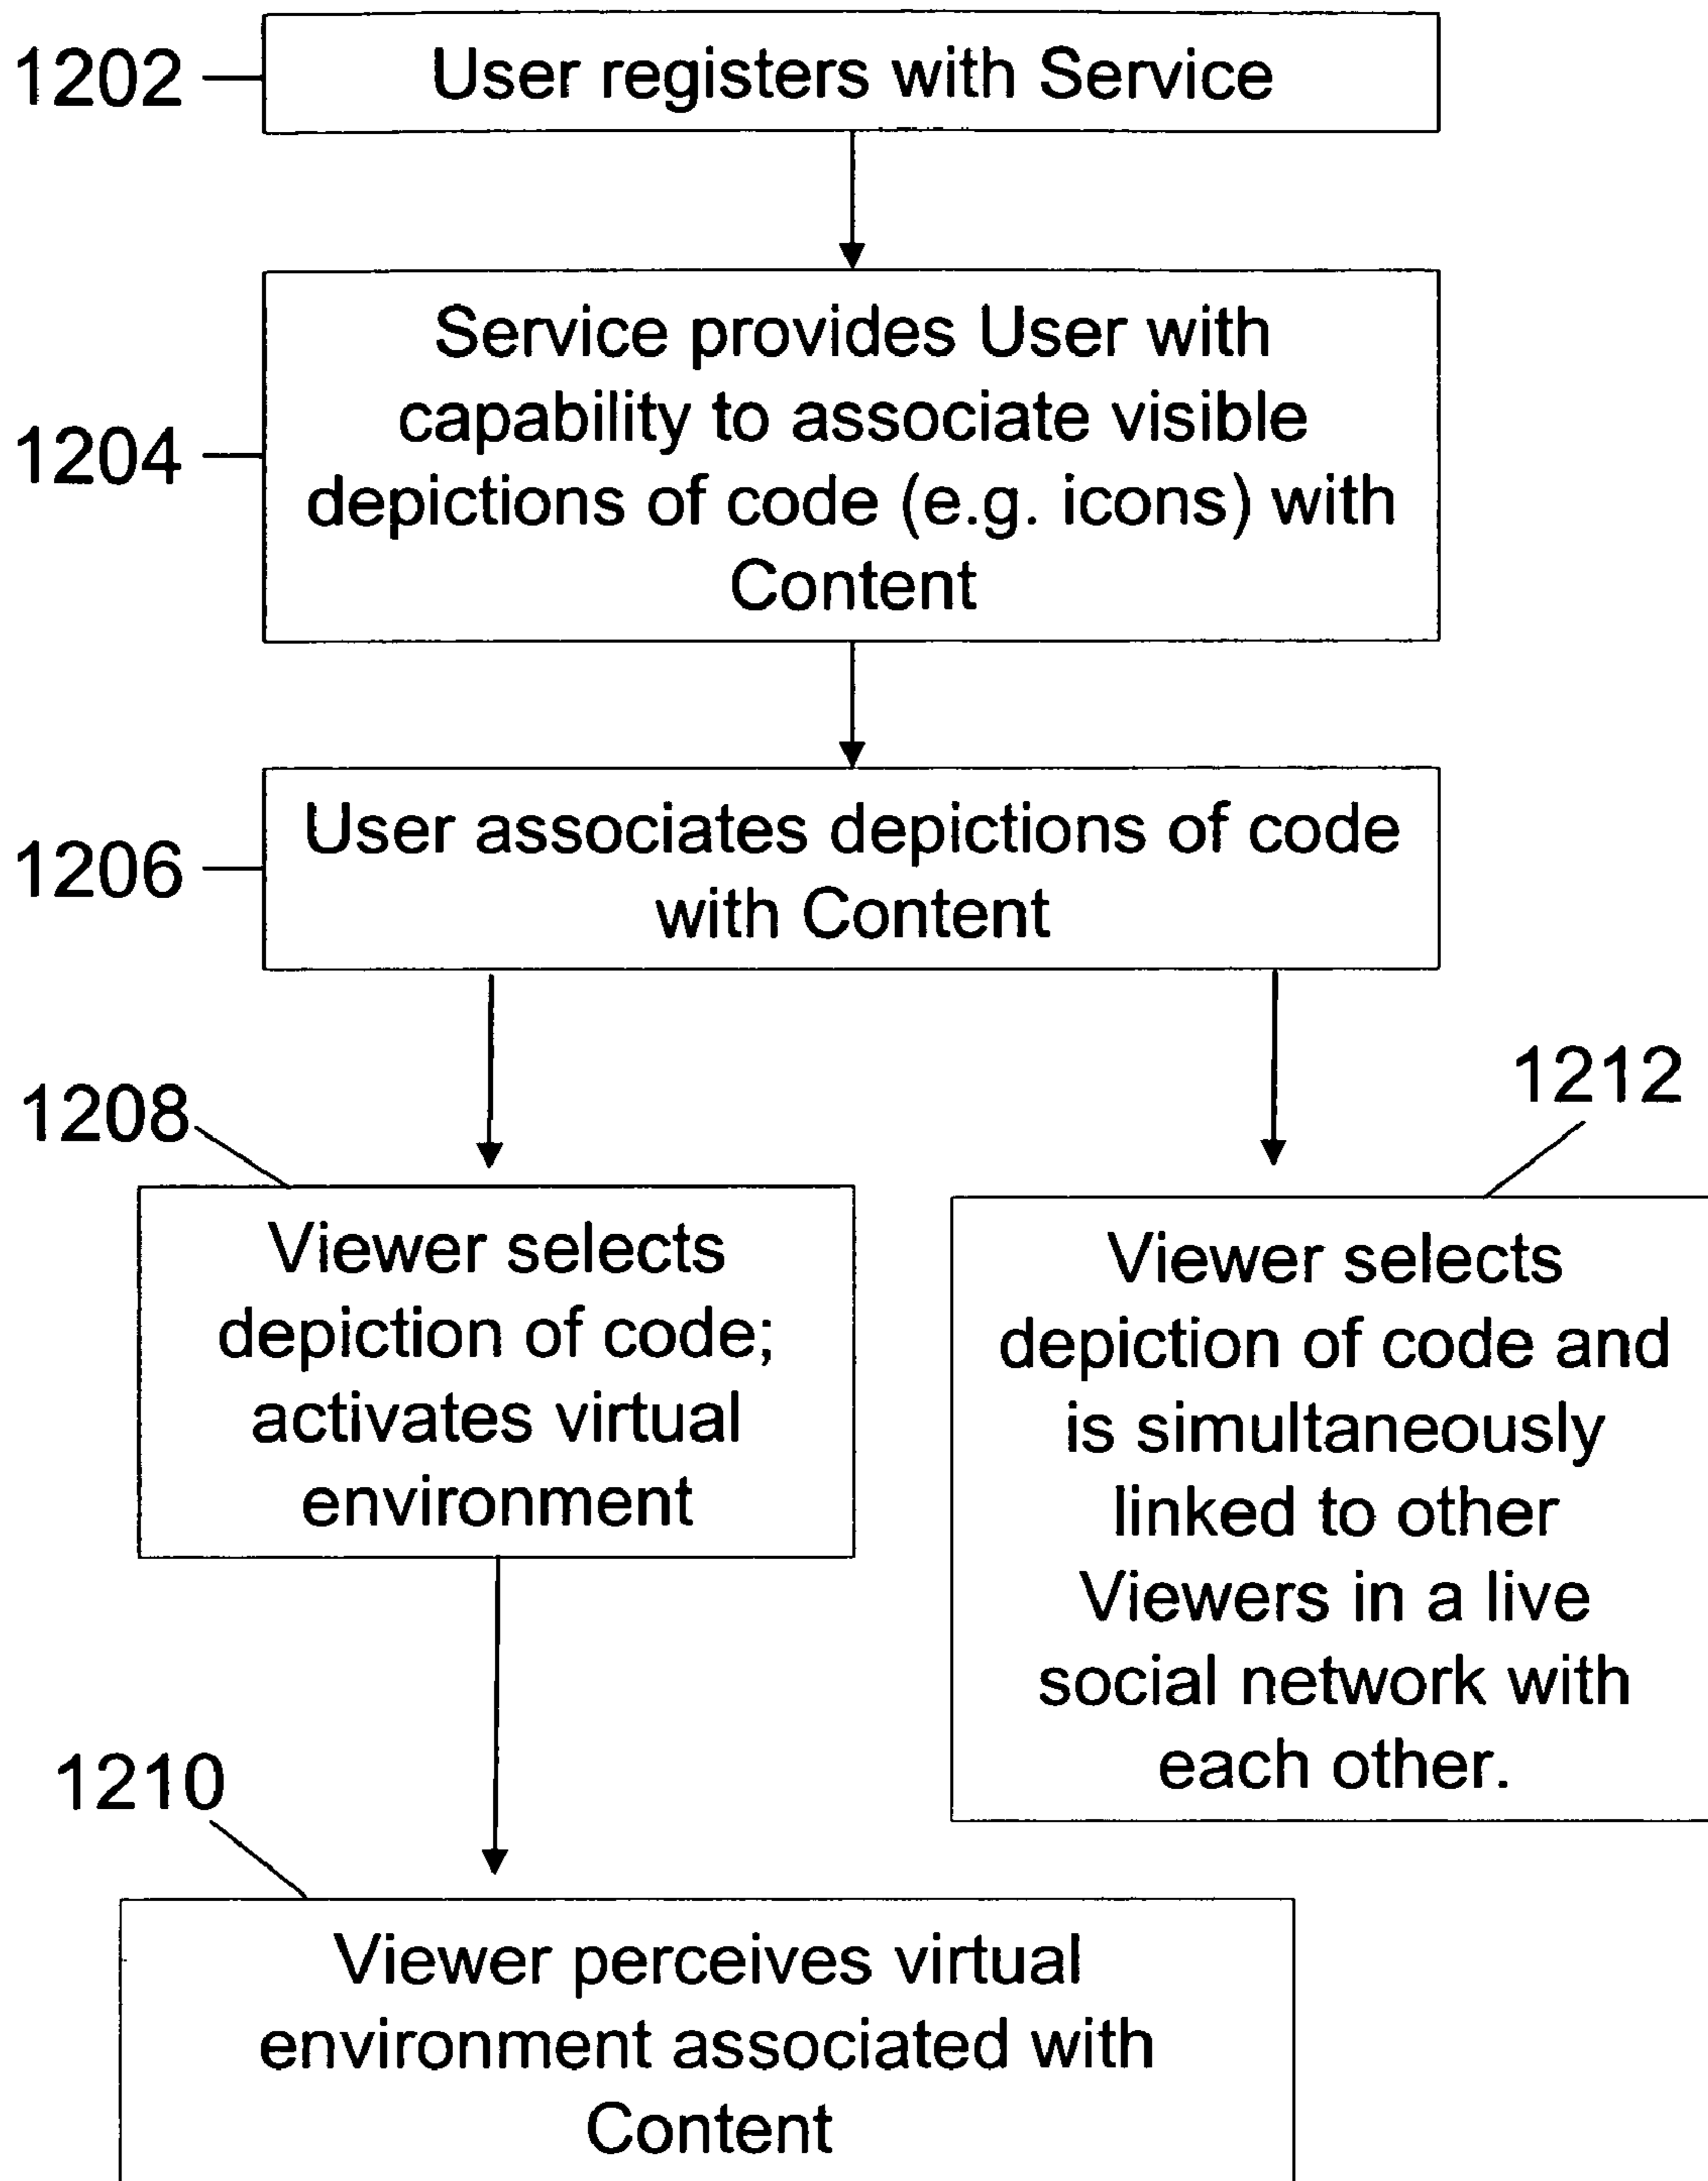 1202
User registers with Service
1204
Service provides User with
capability to associate visible
depictions of code (e.g. icons) with
Content
1206
User associates depictions of code
with Content
1208
Viewer selects
depiction of code;
activates virtual
environment
1212
Viewer selects
depiction of code and
is simultaneously
linked to other
Viewers in a live
social network with
each other.
1210
Viewer perceives virtual
environment associated with
Content